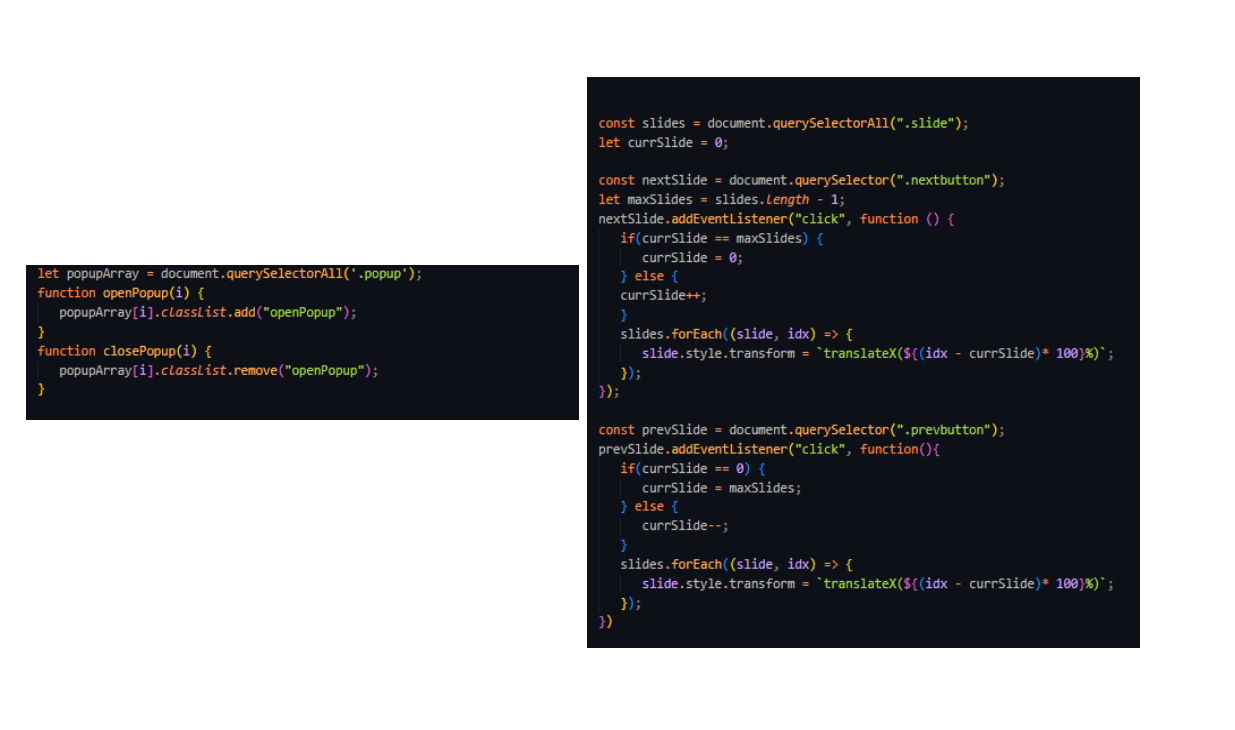 let popupArray = document.querySelectorAll('.popup');
function openPopup(i) {
   popupArray[i].classList.add("openPopup");
}
function closePopup(i) {
   popupArray[i].classList.remove("openPopup");
}
const slides = document.querySelectorAll(".slide");
let currSlide = 0;
const nextSlide = document.querySelector(".nextbutton");
let maxSlides = slides.length - 1;
nextSlide.addEventListener("click", function () {
   if(currSlide == maxSlides) {
      currSlide = 0;
   } else {
   currSlide++;
   }
   slides.forEach((slide, idx) => {
      slide.style.transform = `translateX(${(idx - currSlide)* 100}%)`;
   });
});
const prevSlide = document.querySelector(".prevbutton");
prevSlide.addEventListener("click", function(){
   if(currSlide == 0) {
      currSlide = maxSlides;
   } else {
      currSlide--;
   }
   slides.forEach((slide, idx) => {
      slide.style.transform = `translateX(${(idx - currSlide)* 100}%)`;
   });
})